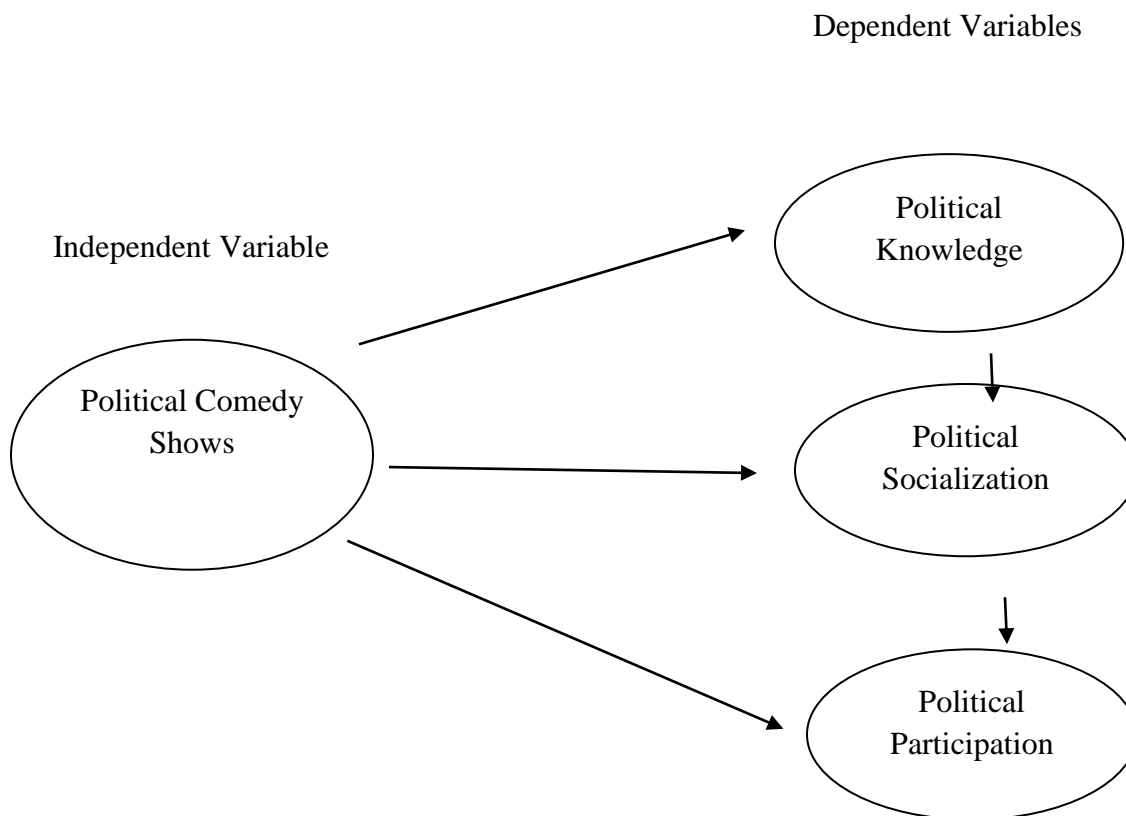 Dependent Variables
Political
Knowledge
Independent Variable
Political Comedy
Shows
Political
Socialization
Political
Participation